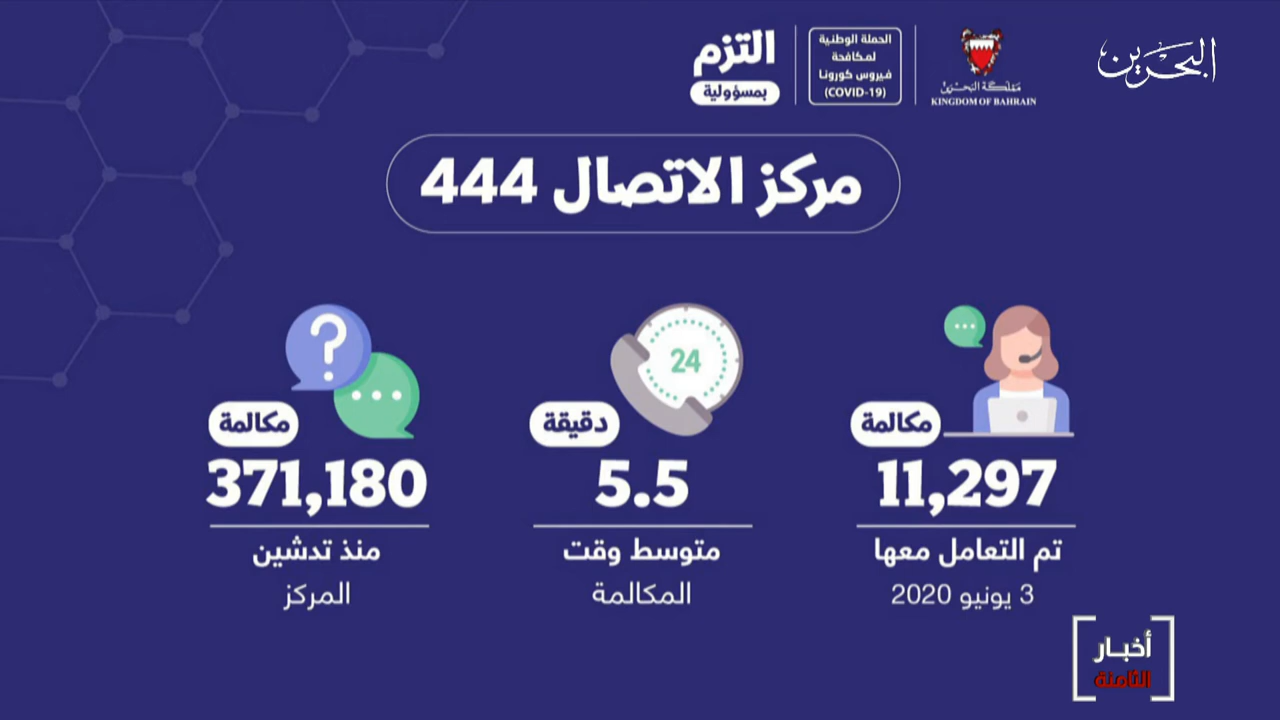 البحرين
مملكة البحرين
KINGDOM OF BAHRAIN
الحملة الوطنية
لمكافحة
فيروس كورونا
(COVID-19)
التزم
بمسؤولية
مركز الاتصال 444
مكالمة
11,297
تم التعامل معها
3 يونيو 2020
24
دقيقة
5.5
متوسط وقت
المكالمة
?
مكالمة
371,180
منذ تدشين
المركز
أخبار
الثامنة